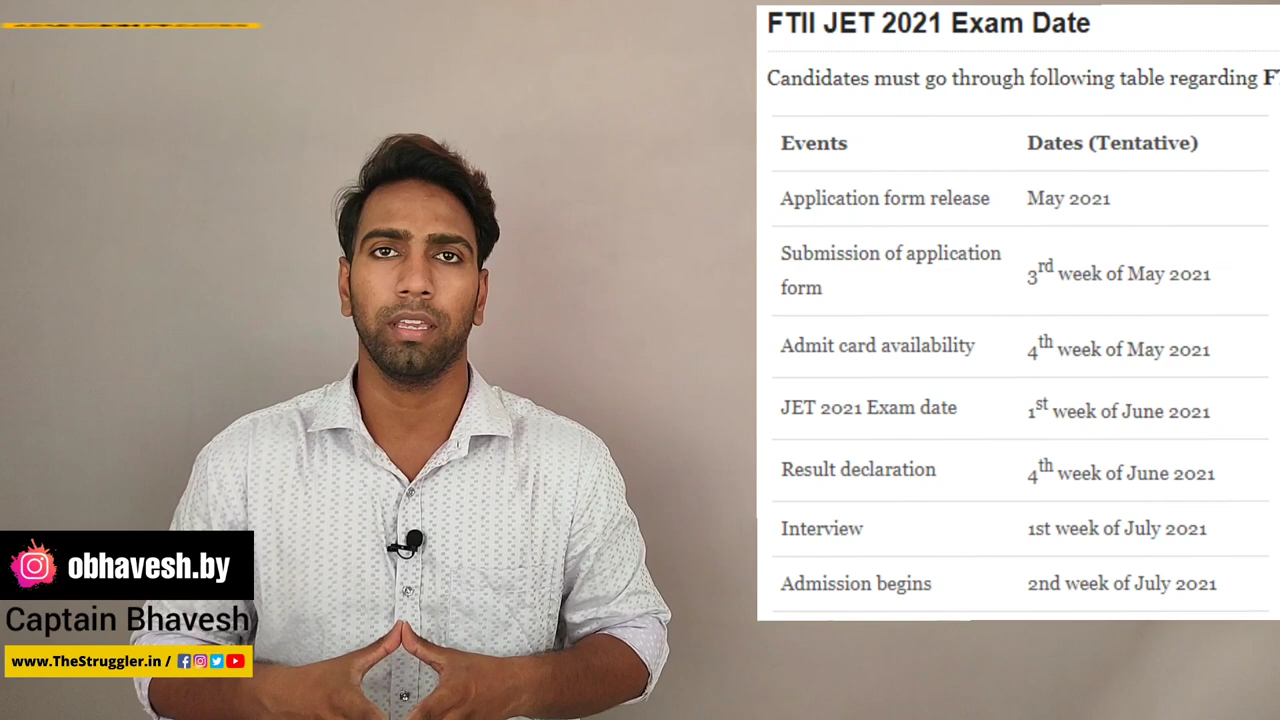 FTII JET 2021 Exam Date
Candidates must go through following table regarding
Events Dates (Tentative)
Application form release May 2021
Submission of application form 3rd week of May 2021
Admit card availability 4th week of May 2021
JET 2021 Exam date 1st week of June 2021
Result declaration 4th week of June 2021
Interview 1st week of July 2021
Admission begins 2nd week of July 2021
obhavesh.by
Captain Bhavesh
www.TheStruggler.in /